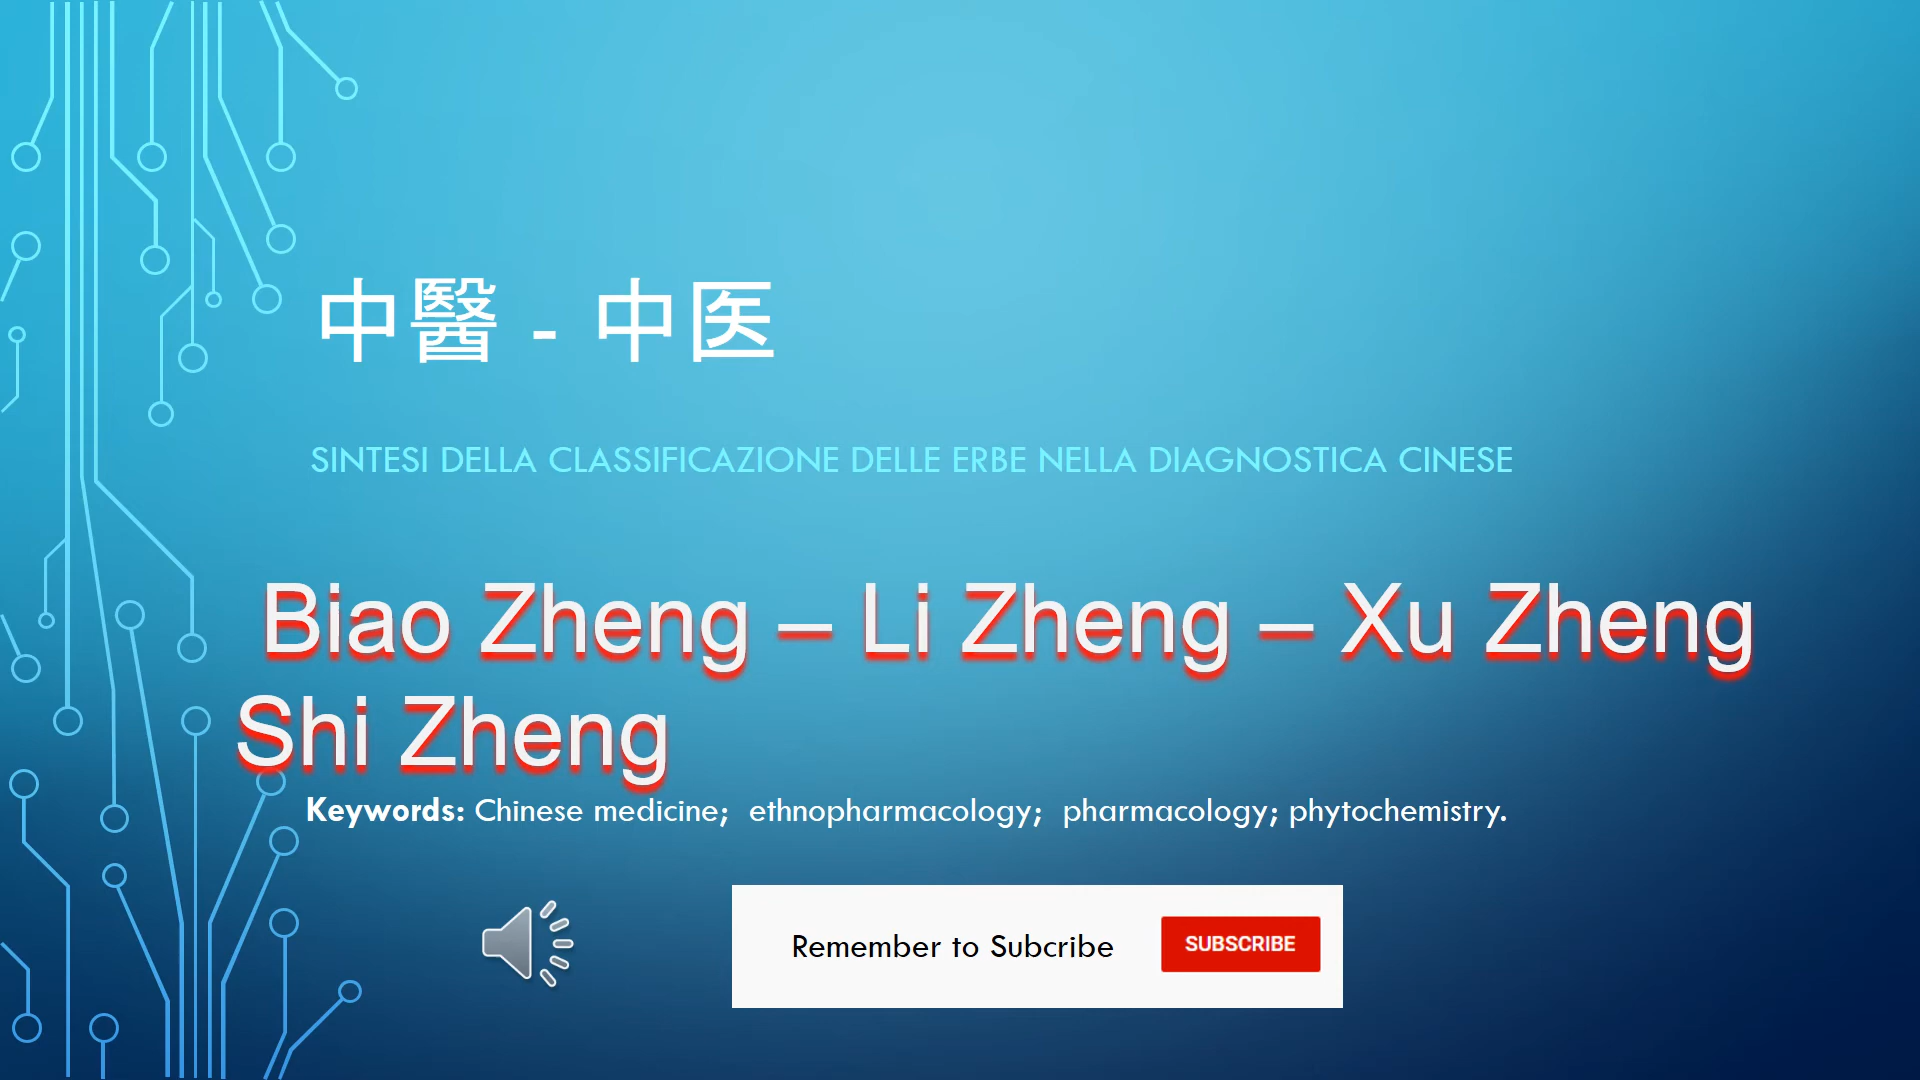 中醫 - 中医
SINTESI DELLA CLASSIFICAZIONE DELLE ERBE NELLA DIAGNOSTICA CINESE
Biao Zheng – Li Zheng – Xu Zheng
Shi Zheng
Keywords: Chinese medicine; ethnopharmacology; pharmacology; phytochemistry.
Remember to Subcribe SUBSCRIBE